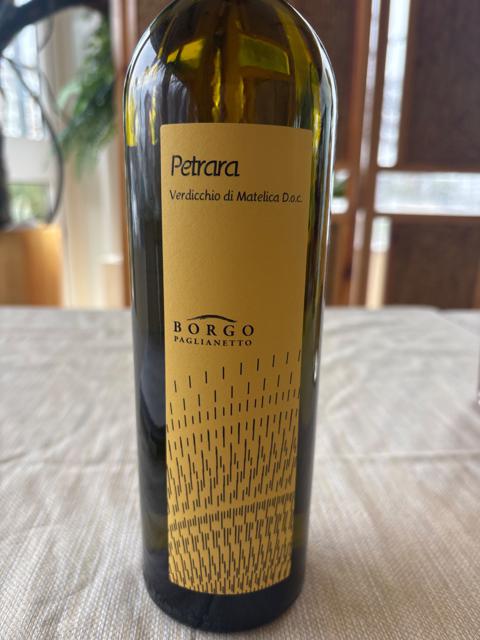 Petrara
Verdicchio di Matelica D.o.c.
BORGO
PAGLIANETTO